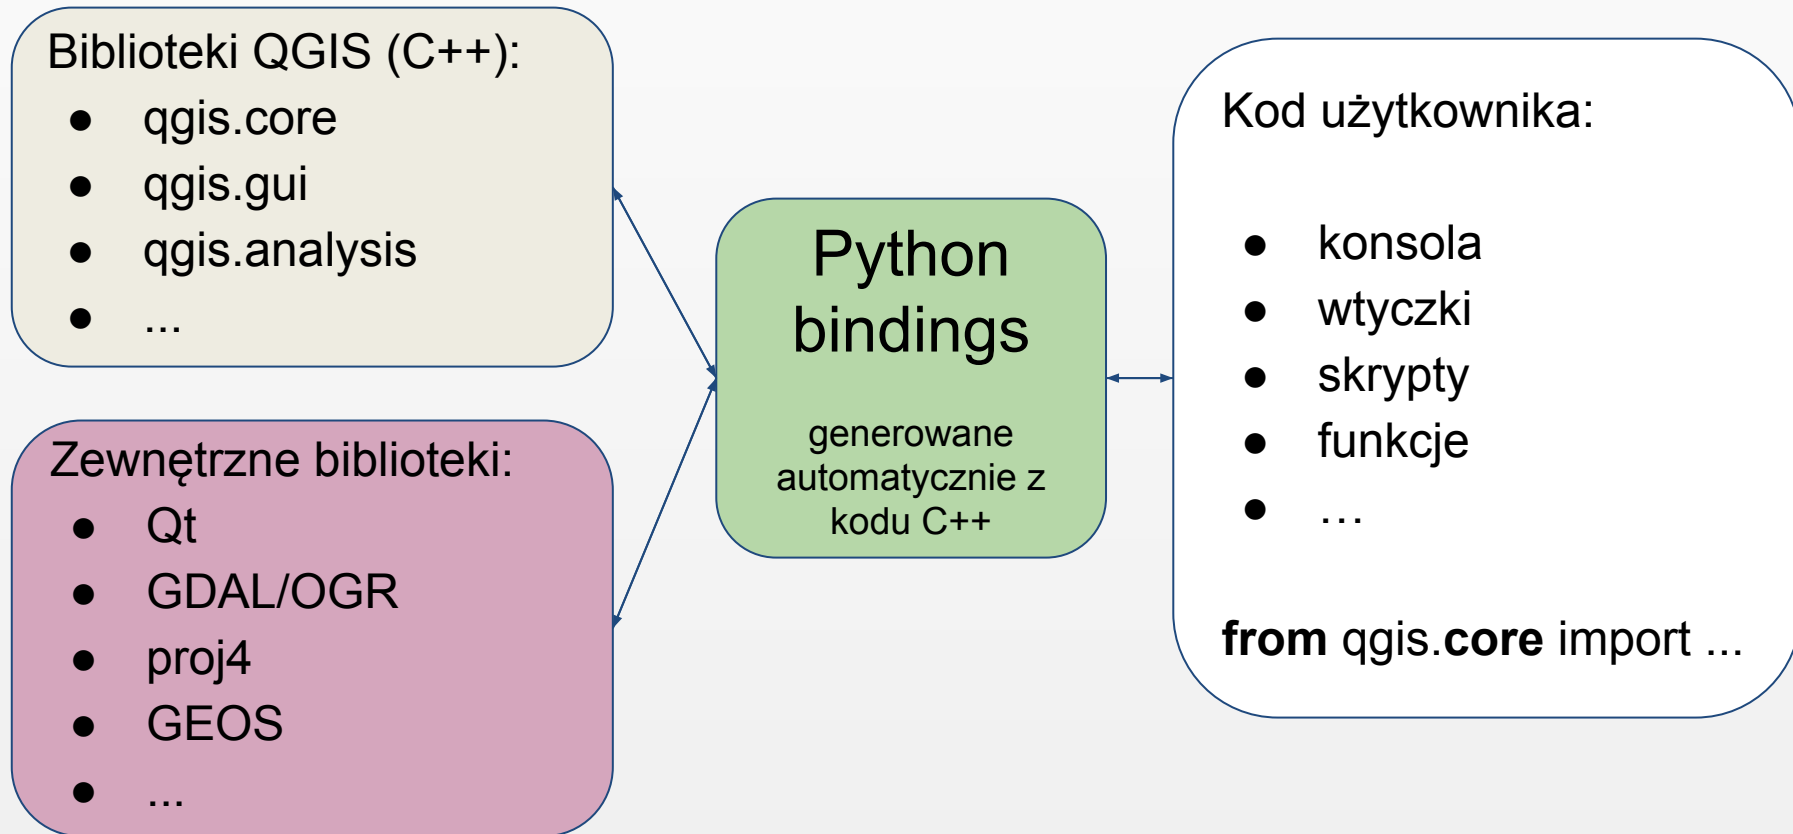 Biblioteki QGIS (C++):
● qgis.core
● qgis.gui
● qgis.analysis
● ...
Zewnętrzne biblioteki:
● Qt
● GDAL/OGR
● proj4
● GEOS
● ...
Python
bindings
generowane
automatycznie z
kodu C++
Kod użytkownika:
● konsola
● wtyczki
● skrypty
● funkcje
● …
from qgis.core import ...